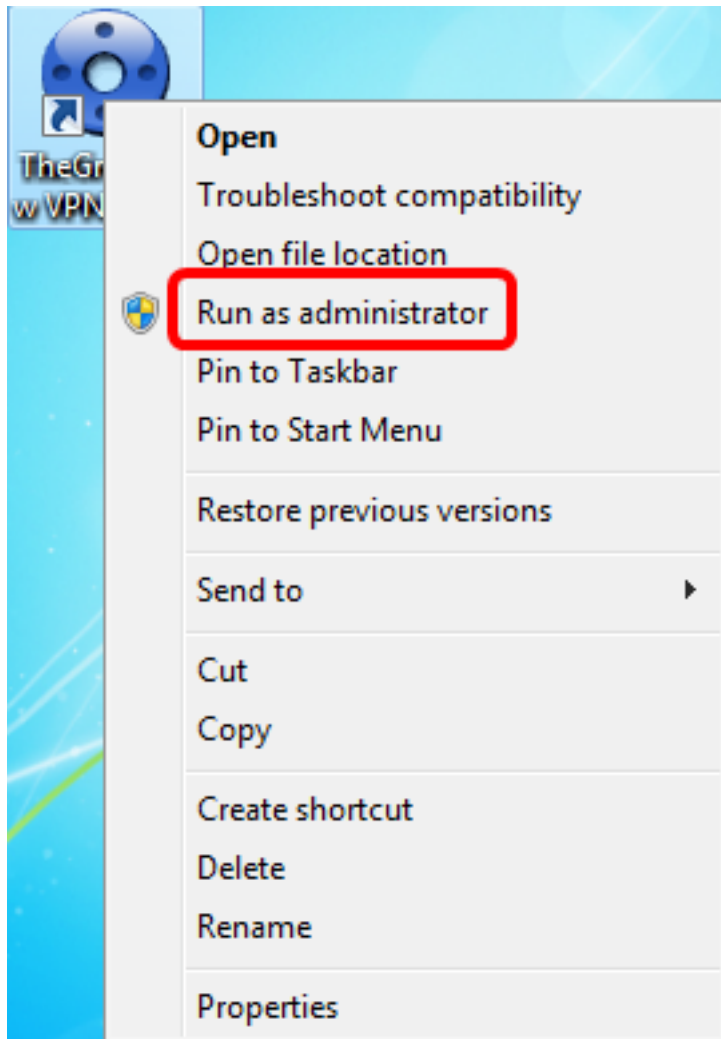 TheGr
w VPN
Open
Troubleshoot compatibility
Open file location
Run as administrator
Pin to Taskbar
Pin to Start Menu
Restore previous versions
Send to
Cut
Copy
Create shortcut
Delete
Rename
Properties